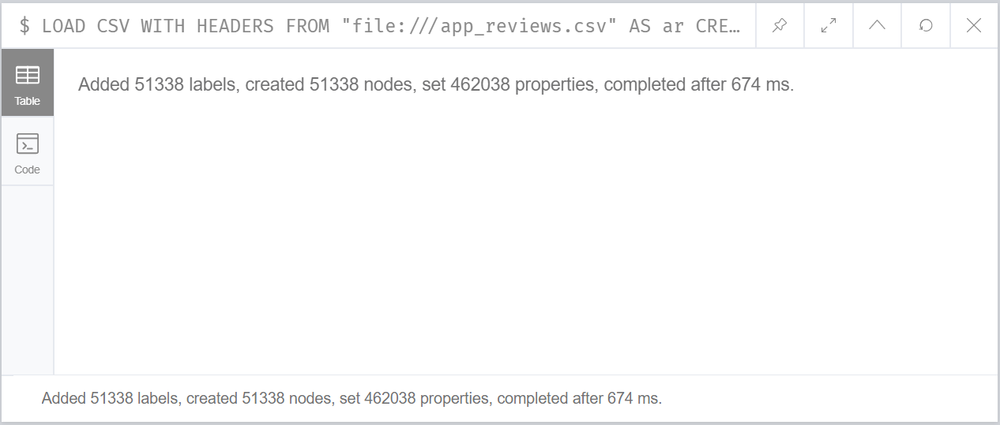 $ LOAD CSV WITH HEADERS FROM "file:///app_reviews.csv" AS ar CRE…
Table
Added 51338 labels, created 51338 nodes, set 462038 properties, completed after 674 ms.
Code
Added 51338 labels, created 51338 nodes, set 462038 properties, completed after 674 ms.